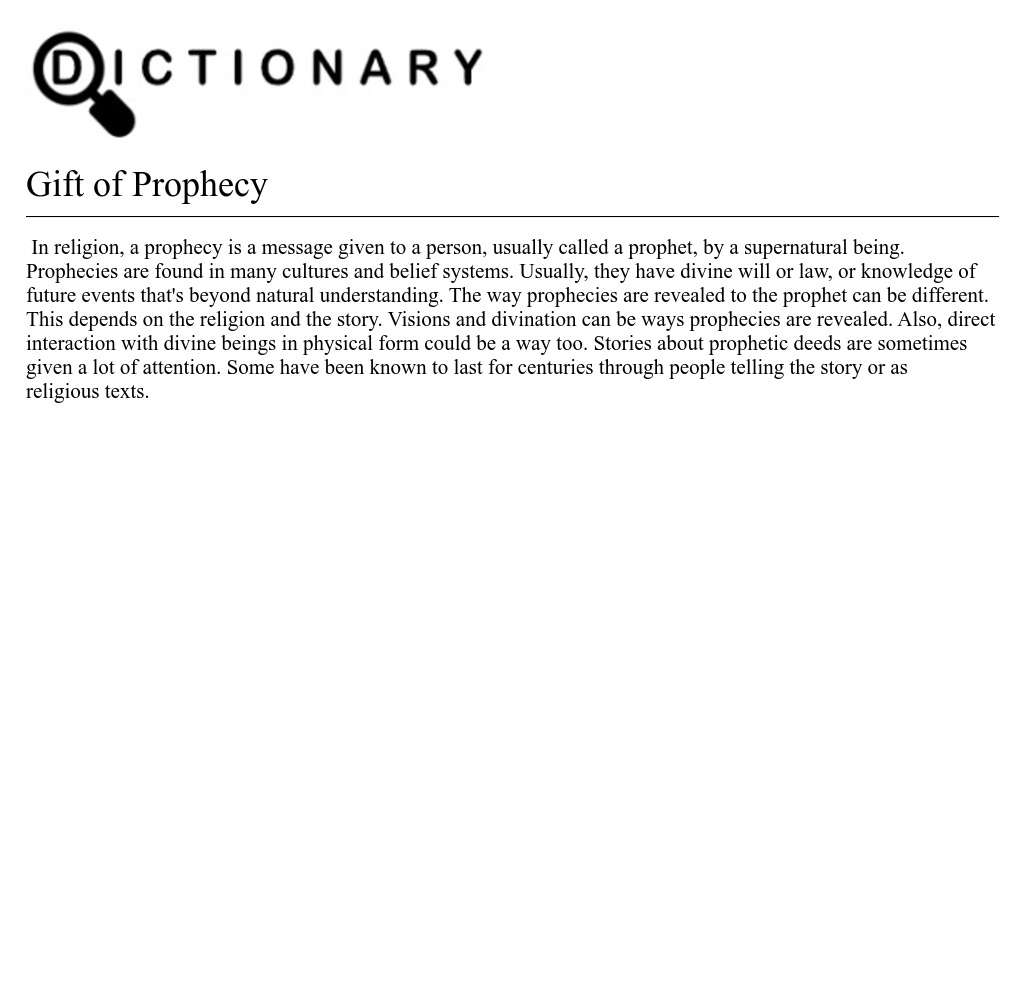 DICTIONARY
Gift of Prophecy
In religion, a prophecy is a message given to a person, usually called a prophet, by a supernatural being.
Prophecies are found in many cultures and belief systems. Usually, they have divine will or law, or knowledge of
future events that's beyond natural understanding. The way prophecies are revealed to the prophet can be different.
This depends on the religion and the story. Visions and divination can be ways prophecies are revealed. Also, direct
interaction with divine beings in physical form could be a way too. Stories about prophetic deeds are sometimes
given a lot of attention. Some have been known to last for centuries through people telling the story or as
religious texts.